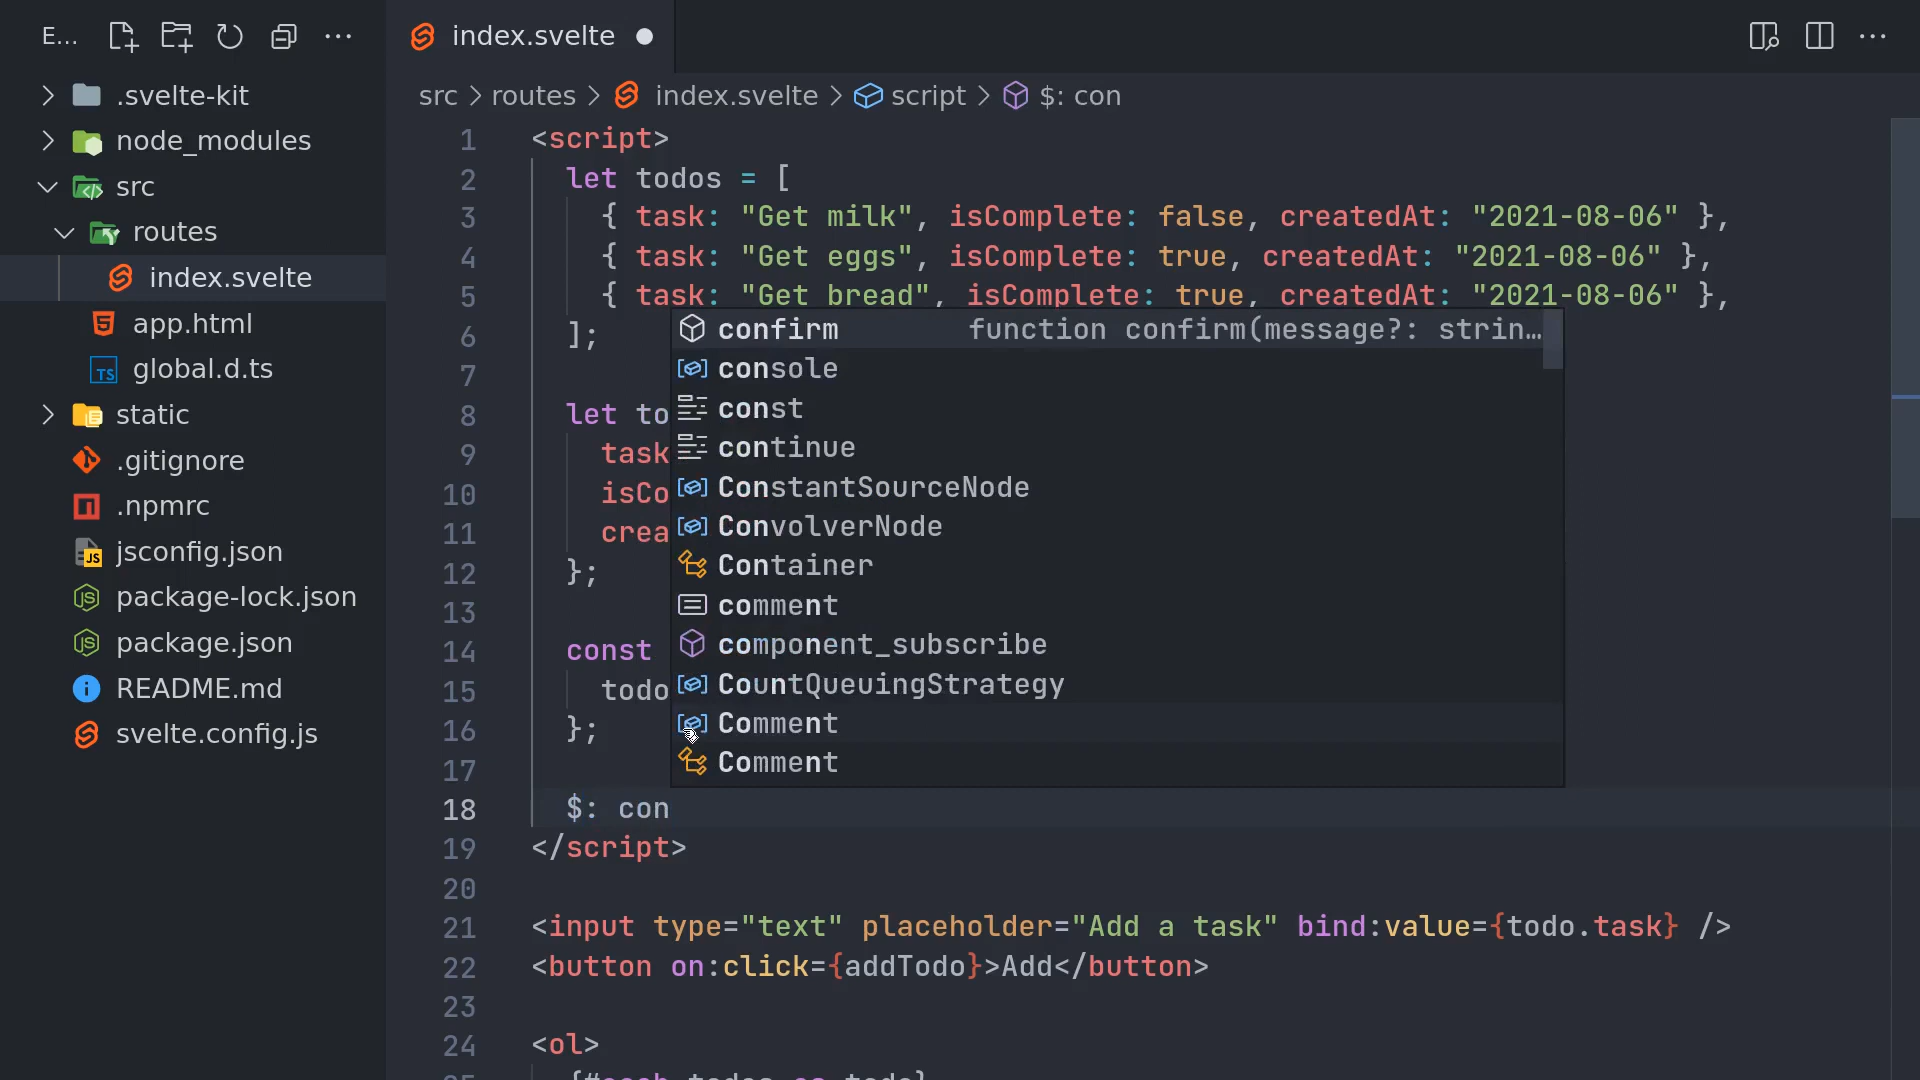 E...
.svelte-kit
node_modules
src
routes
index.svelte
app.html
global.d.ts
static
.gitignore
.npmrc
jsconfig.json
package-lock.json
package.json
README.md
svelte.config.js
index.svelte
src > routes > index.svelte > script > $: con
1 <script>
2 let todos = [
3 { task: "Get milk", isComplete: false, createdAt: "2021-08-06" },
4 { task: "Get eggs", isComplete: true, createdAt: "2021-08-06" },
5 { task: "Get bread", isComplete: true, createdAt: "2021-08-06" },
6 ];
7
8 let to
9 task
10 isCo
11 crea
12 };
13
14 const
15 todo
16 };
17
18 $: con
19 </script>
20
21 <input type="text" placeholder="Add a task" bind:value={todo.task} />
22 <button on:click={addTodo}>Add</button>
23
24 <ol>
25 {#each todos as todo}
confirm function confirm(message?: strin…
console
const
continue
ConstantSourceNode
ConvolverNode
Container
comment
component_subscribe
CountQueuingStrategy
Comment
Comment